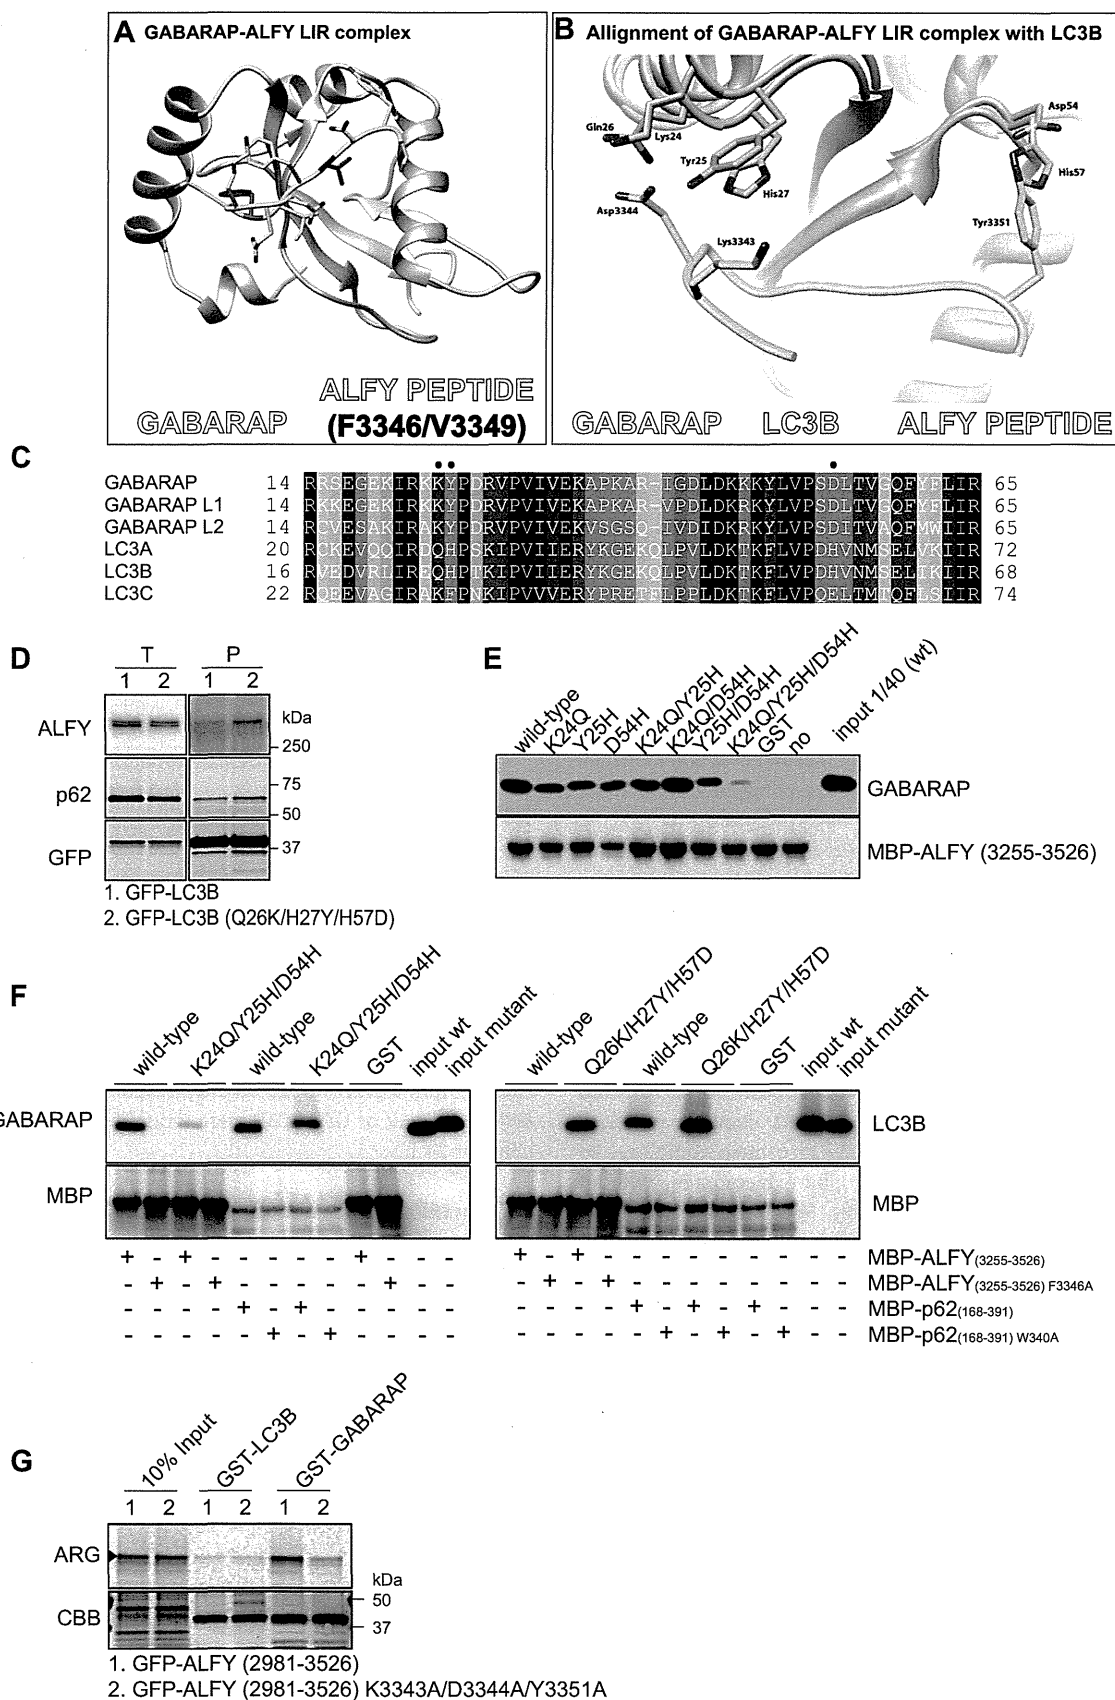 A GABARAP-ALFY LIR complex
GABARAP
ALFY PEPTIDE
(F3346/V3349)
B Allignment of GABARAP-ALFY LIR complex with LC3B
Gln26
Lys24
Tyr25
His27
Asp3344
Lys3343
Asp54
His57
Tyr3351
GABARAP LC3B ALFY PEPTIDE
C
GABARAP 14 RRSEGEKIRKKYPDRVPVIVEKAPKAR-IGDLDKKKYLVPSDLTVGQFYFLIR 65
GABARAP L1 14 RKKEGEKIRKKYPDRVPVIVEKAPKAR-VPDLDKRKYLVPSDLTVGQFYFLIR 65
GABARAP L2 14 RCVESAKIRAKYPDRVPVIVEKVSGSQ-IVDIDKRKYLVPSDITVAQFMWIIR 65
LC3A 20 RCKEVQQIRDQHPSKIPVIIERYKGEKQLPVLDKTKFLVPDHVNMSELVKIIR 72
LC3B 16 RVEDVRLIREQHPTKIPVIIERYKGEKQLPVLDKTKFLVPDHVNMSELIKIIR 68
LC3C 22 RQEEVAGIRAKFPNKIPVVVERYPRETFLPPLDKTKFLVPQELTMTQFLSIIR 74
D
T P
1 2 1 2
ALFY
p62
GFP
kDa
250
75
50
37
1. GFP-LC3B
2. GFP-LC3B (Q26K/H27Y/H57D)
E
wild-type
K24Q
Y25H
D54H
K24Q/Y25H
K24Q/D54H
Y25H/D54H
K24Q/Y25H/D54H
GST
no
input 1/40 (wt)
GABARAP
MBP-ALFY (3255-3526)
F
wild-type
K24Q/Y25H/D54H
wild-type
K24Q/Y25H/D54H
GST
input wt
input mutant
GABARAP
MBP
wild-type
Q26K/H27Y/H57D
wild-type
Q26K/H27Y/H57D
GST
input wt
input mutant
LC3B
MBP
+ - + - - - - - + - - - + - + - - - - - - - - - MBP-ALFY(3255-3526)
- + - + - - - - - + - - - + - + - - - - - - - - MBP-ALFY(3255-3526) F3346A
- - - - + - + - - - - - - - - - + - + - + - - - MBP-p62(168-391)
- - - - - + - + - - - - - - - - - + - + - + - - MBP-p62(168-391) W340A
G
10% Input
GST-LC3B
GST-GABARAP
1 2 1 2 1 2
ARG
CBB
kDa
50
37
1. GFP-ALFY (2981-3526)
2. GFP-ALFY (2981-3526) K3343A/D3344A/Y3351A